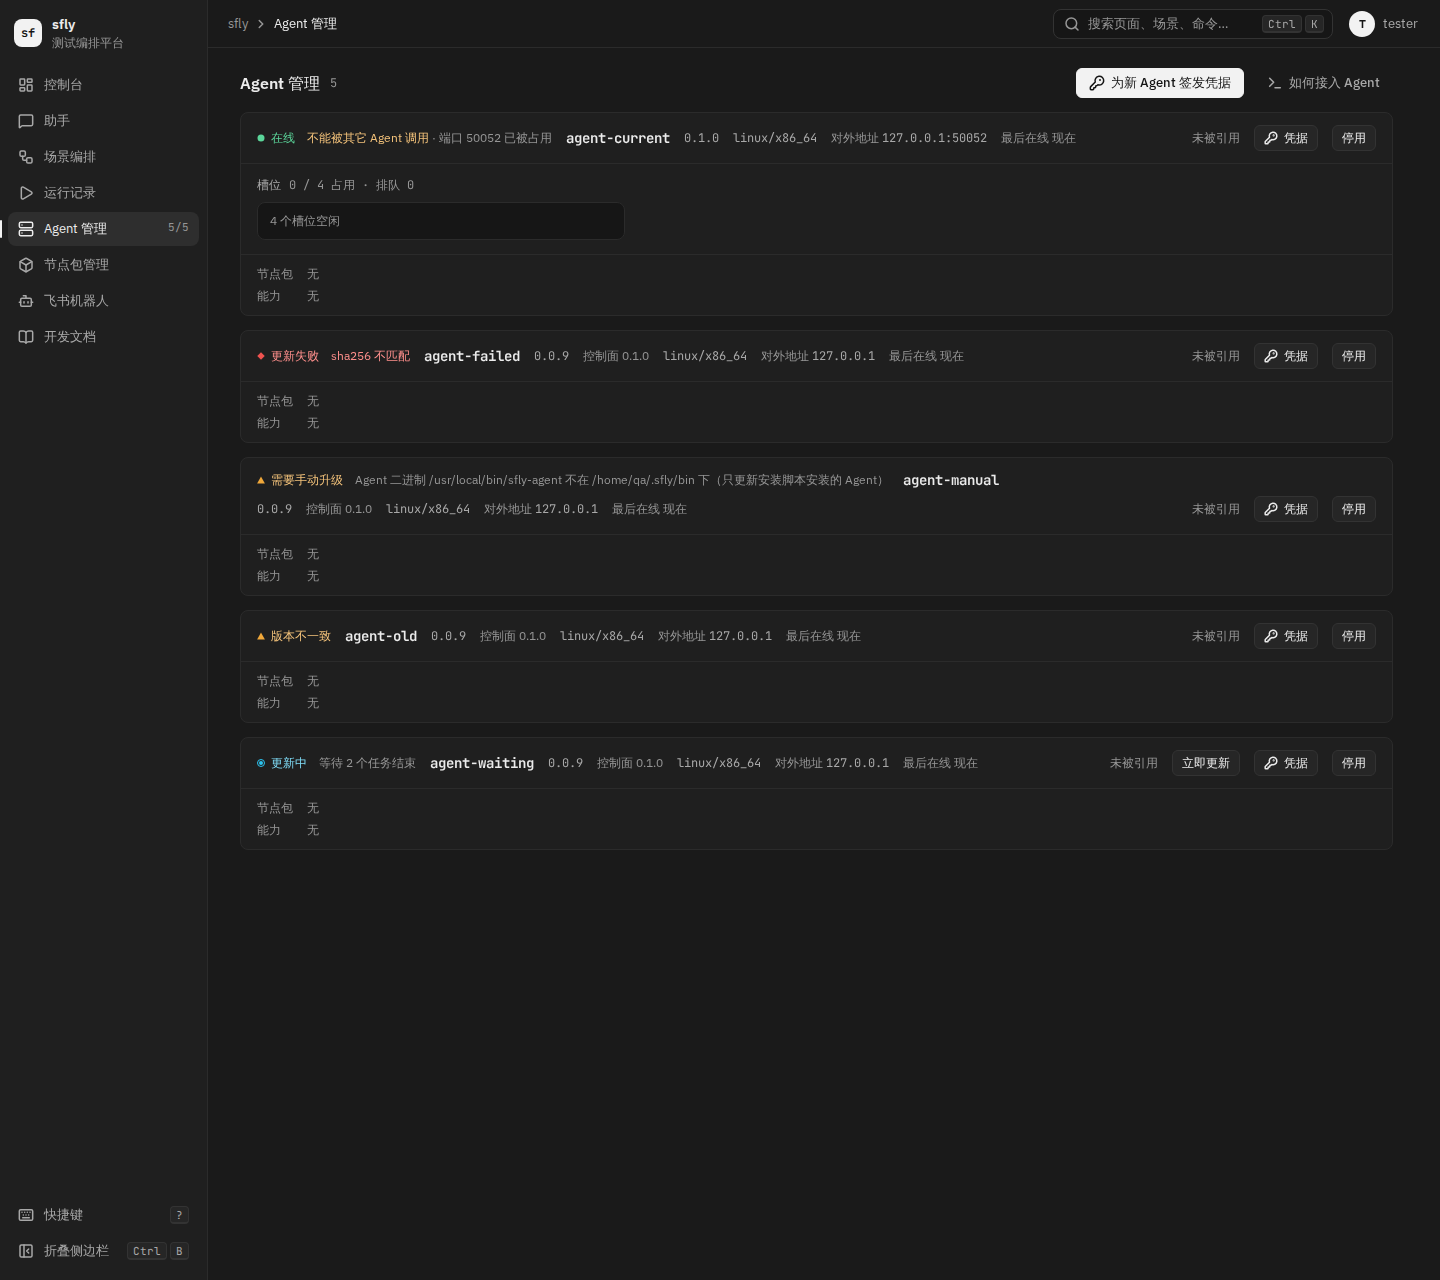 sf sfly
测试编排平台
控制台
助手
场景编排
运行记录
Agent 管理 5/5
节点包管理
飞书机器人
开发文档
快捷键 ?
折叠侧边栏 Ctrl B
sfly > Agent 管理 搜索页面、场景、命令... Ctrl K T tester
Agent 管理 5 为新 Agent 签发凭据 如何接入 Agent
在线 不能被其它 Agent 调用 · 端口 50052 已被占用 agent-current 0.1.0 linux/x86_64 对外地址 127.0.0.1:50052 最后在线 现在 未被引用 凭据 停用
槽位 0 / 4 占用 · 排队 0
4 个槽位空闲
节点包 无
能力 无
更新失败 sha256 不匹配 agent-failed 0.0.9 控制面 0.1.0 linux/x86_64 对外地址 127.0.0.1 最后在线 现在 未被引用 凭据 停用
节点包 无
能力 无
需要手动升级 Agent 二进制 /usr/local/bin/sfly-agent 不在 /home/qa/.sfly/bin 下（只更新安装脚本安装的 Agent） agent-manual
0.0.9 控制面 0.1.0 linux/x86_64 对外地址 127.0.0.1 最后在线 现在 未被引用 凭据 停用
节点包 无
能力 无
版本不一致 agent-old 0.0.9 控制面 0.1.0 linux/x86_64 对外地址 127.0.0.1 最后在线 现在 未被引用 凭据 停用
节点包 无
能力 无
更新中 等待 2 个任务结束 agent-waiting 0.0.9 控制面 0.1.0 linux/x86_64 对外地址 127.0.0.1 最后在线 现在 未被引用 立即更新 凭据 停用
节点包 无
能力 无